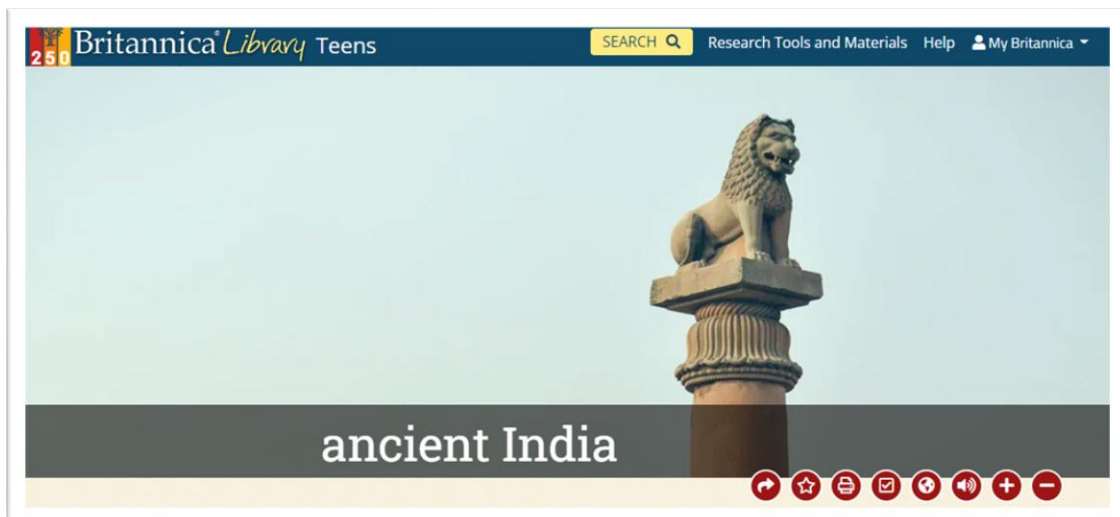 Britannica® Library Teens
SEARCH
Research Tools and Materials
Help
My Britannica
250
ancient India